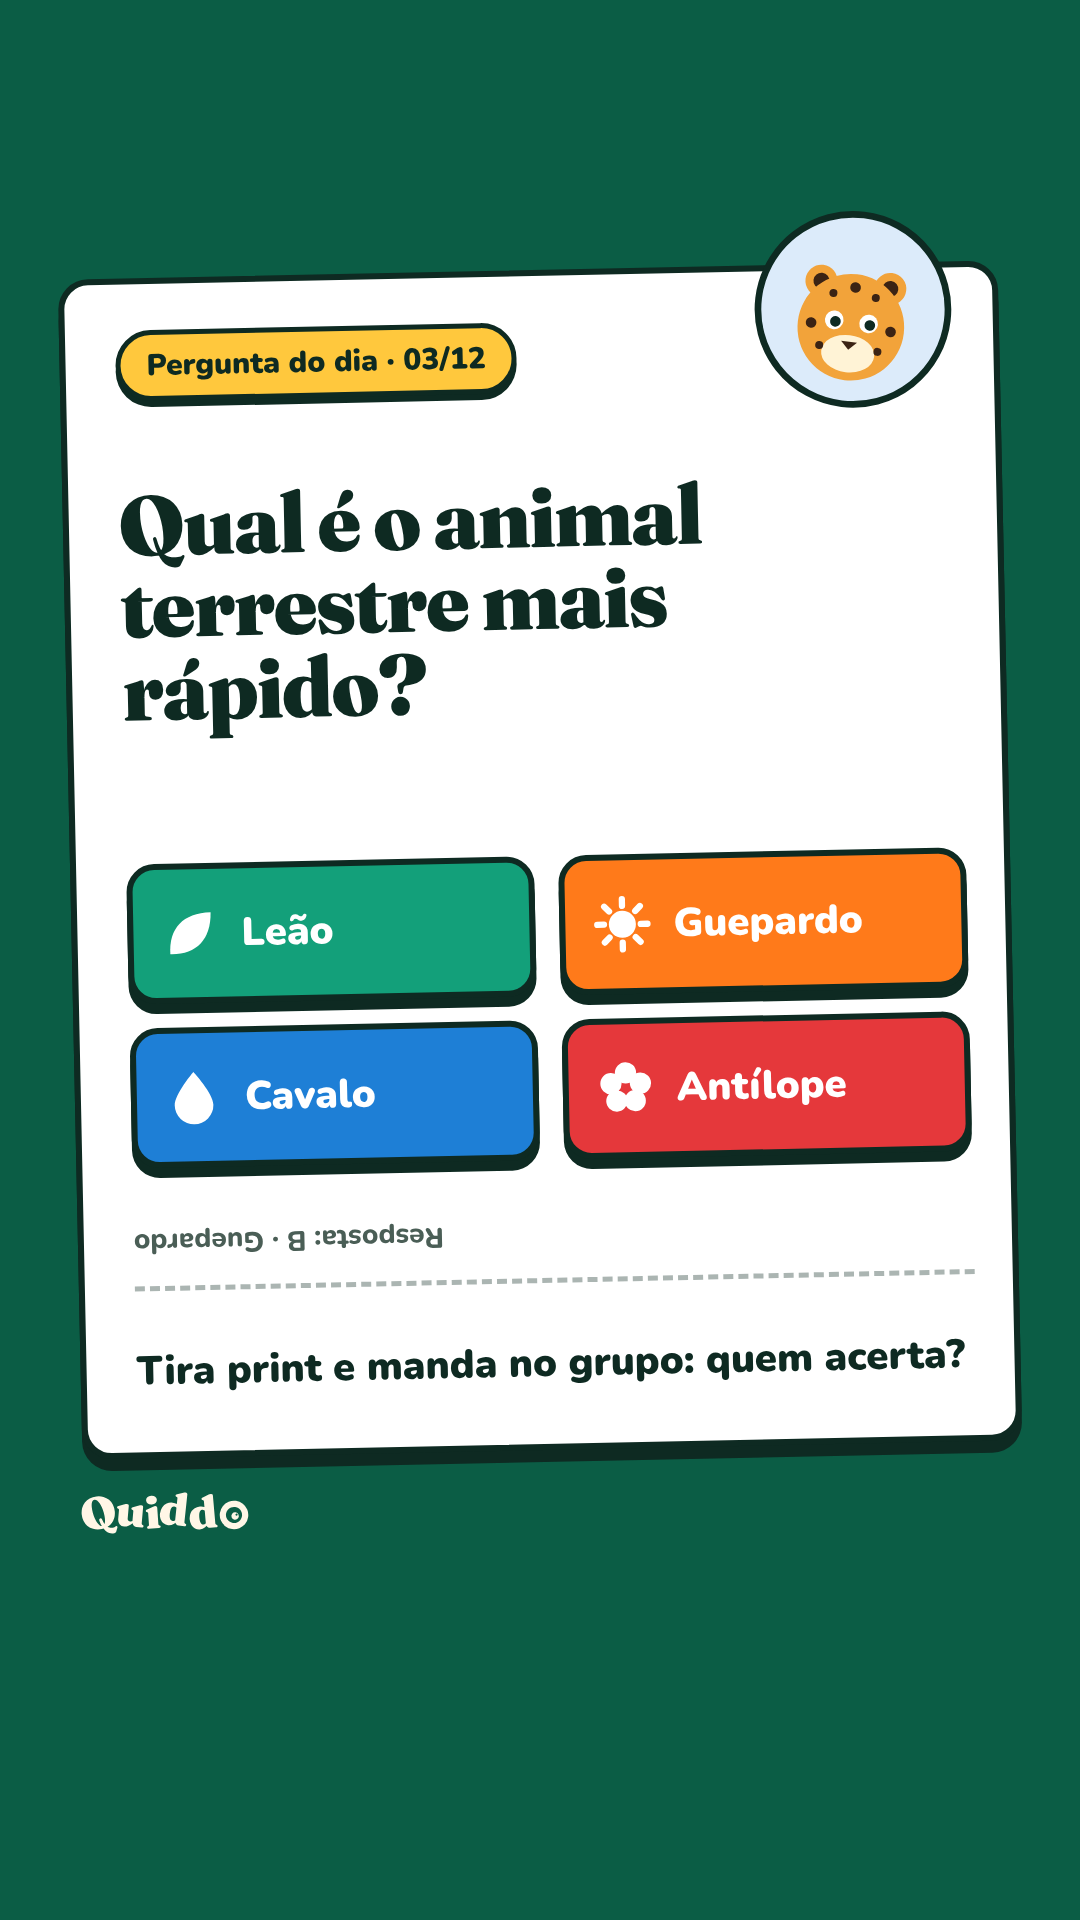 Pergunta do dia · 03/12
Qual é o animal
terrestre mais
rápido?
Leão
Guepardo
Cavalo
Antílope
Resposta: B · Guepardo
Tira print e manda no grupo: quem acerta?
Quiddo